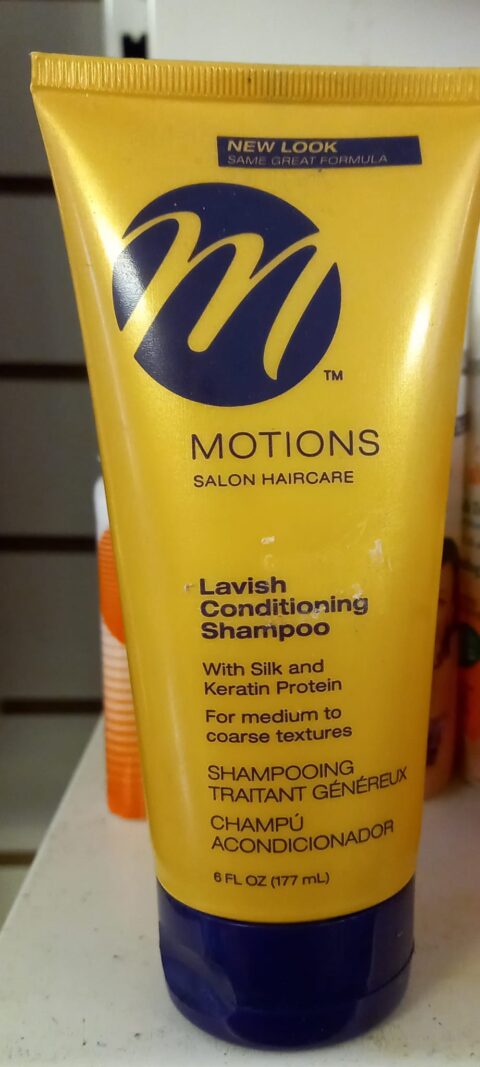 NEW LOOK
SAME GREAT FORMULA
m
TM
MOTIONS
SALON HAIRCARE
Lavish
Conditioning
Shampoo
With Silk and
Keratin Protein
For medium to
coarse textures
SHAMPOOING
TRAITANT GÉNÉREUX
CHAMPÚ
ACONDICIONADOR
6 FL OZ (177 mL)